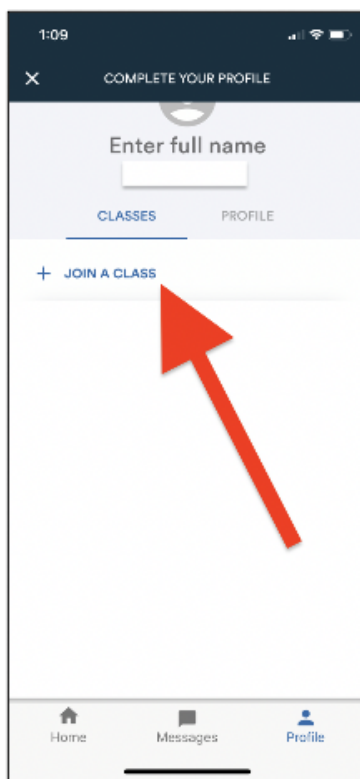 1:09
COMPLETE YOUR PROFILE
Enter full name
CLASSES PROFILE
+ JOIN A CLASS
Home Messages Profile